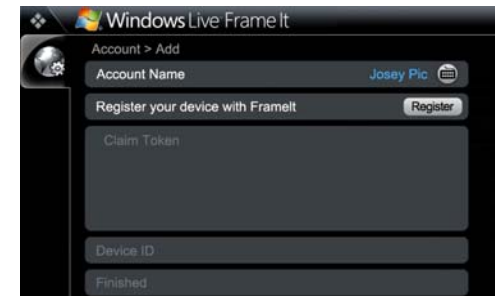 Windows Live Frame It
Account > Add
Account Name Josey Pic
Register your device with FrameIt Register
Claim Token
Device ID
Finished